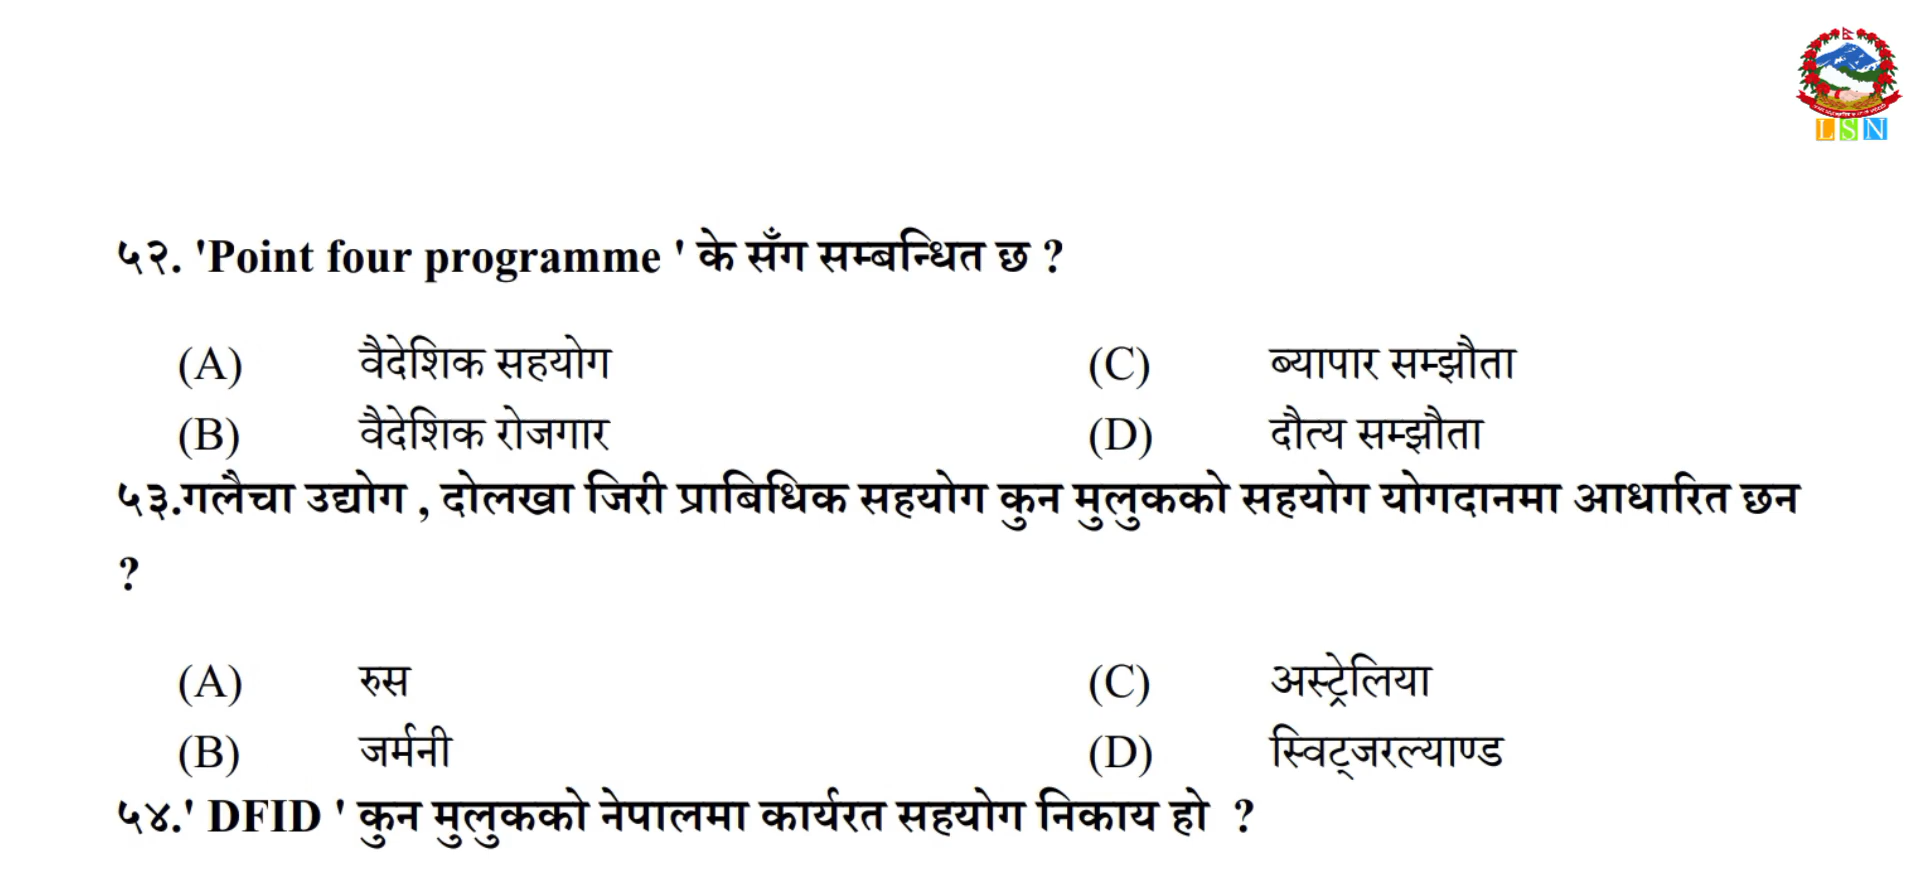 LSN
५२. 'Point four programme ' के सँग सम्बन्धित छ ?
(A) वैदेशिक सहयोग (C) ब्यापार सम्झौता
(B) वैदेशिक रोजगार (D) दौत्य सम्झौता
५३.गलैचा उद्योग , दोलखा जिरी प्राबिधिक सहयोग कुन मुलुकको सहयोग योगदानमा आधारित छन
?
(A) रुस (C) अस्ट्रेलिया
(B) जर्मनी (D) स्विट्जरल्याण्ड
५४.' DFID ' कुन मुलुकको नेपालमा कार्यरत सहयोग निकाय हो ?